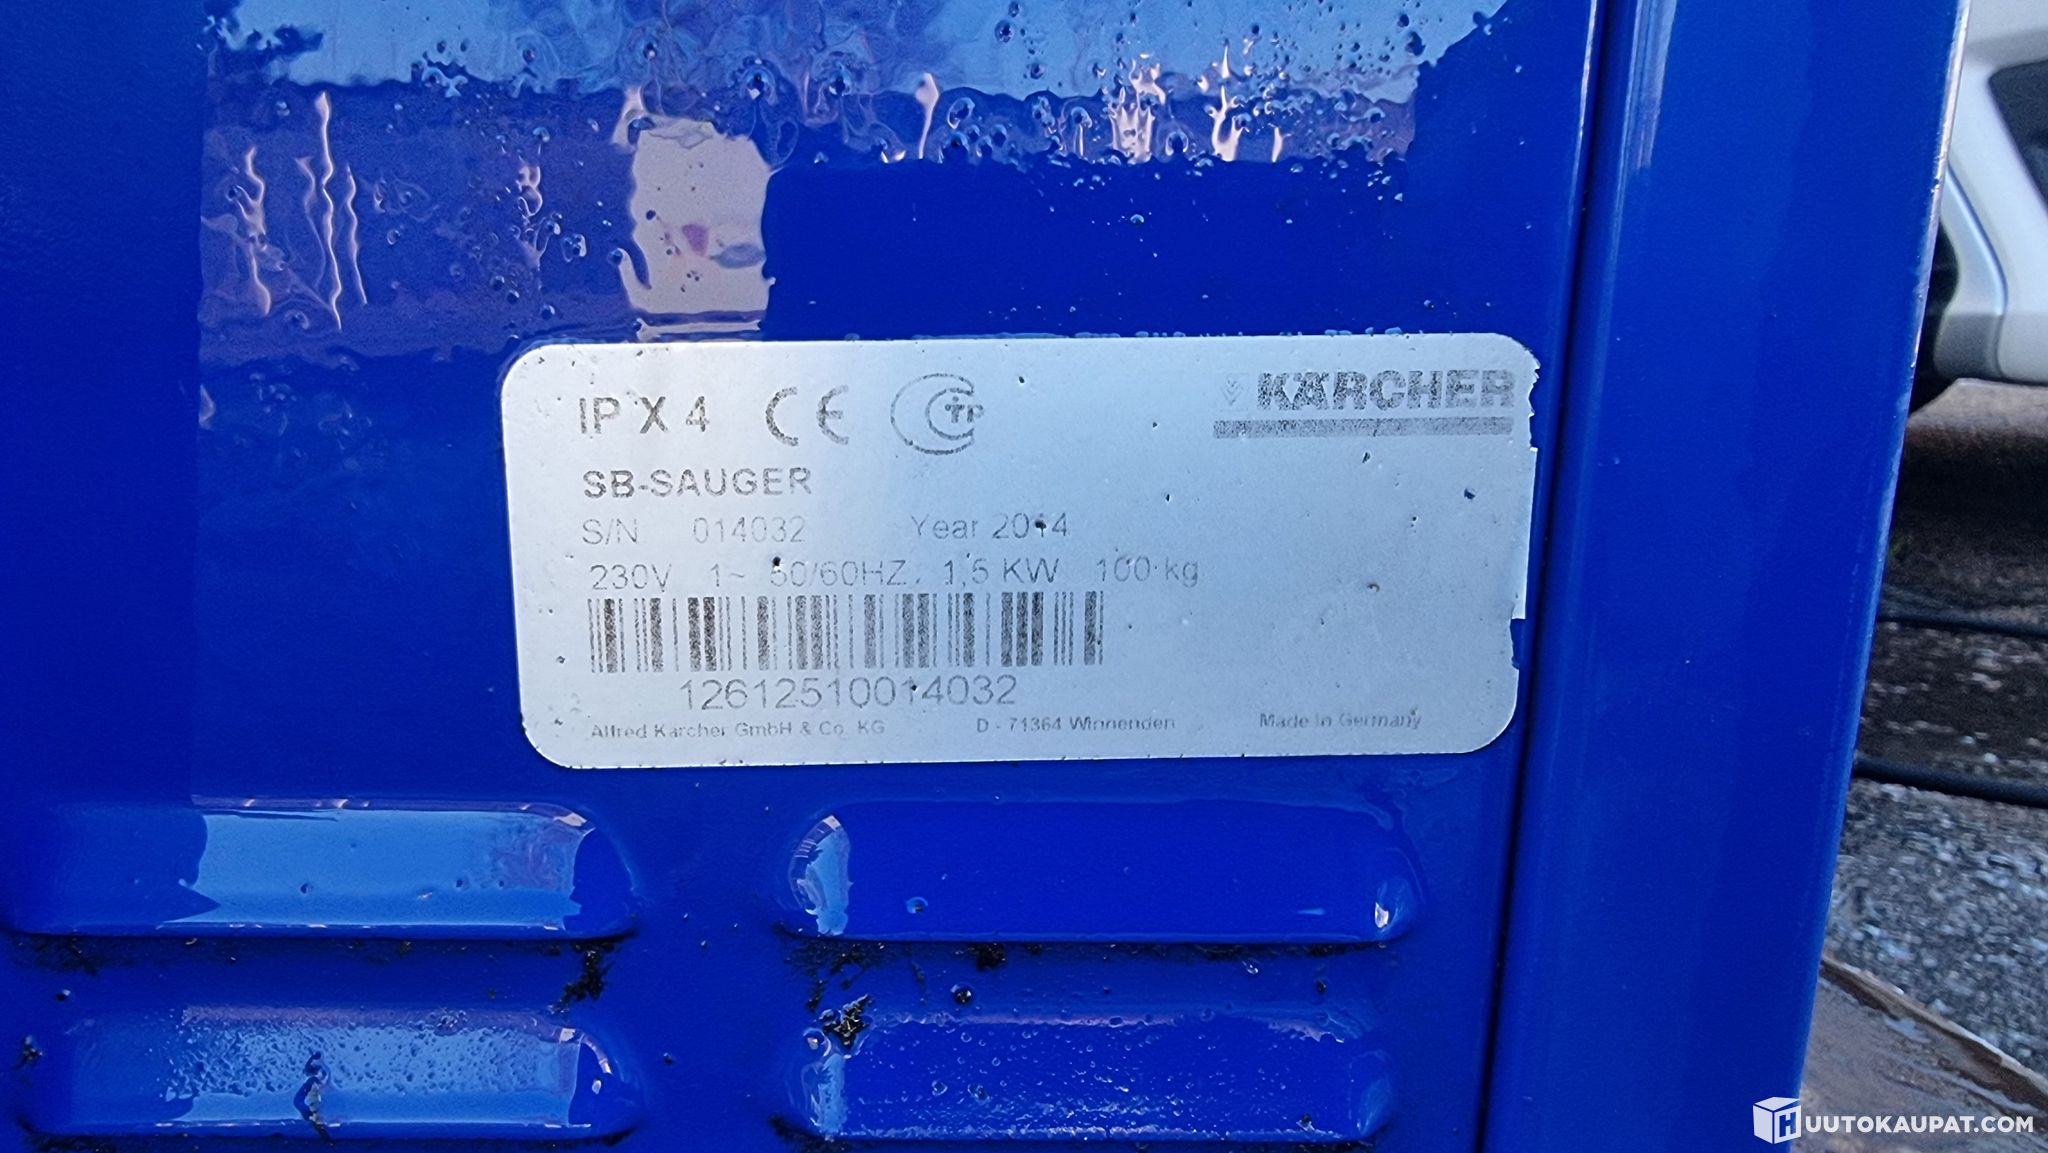 IP X 4 CE KÄRCHER
SB-SAUGER
S/N 014032 Year 2014
230V 1~ 50/60HZ 1,5 KW 100 kg
12612510014032
Alfred Kärcher GmbH & Co. KG D - 71364 Winnenden Made in Germany
HUUTOKAUPAT.COM